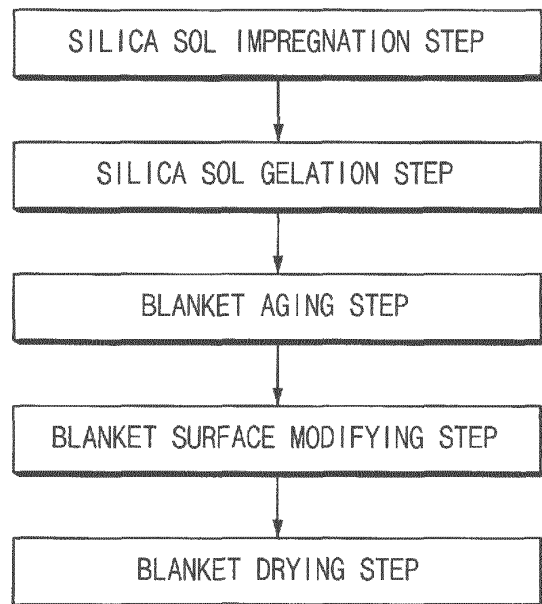 SILICA SOL IMPREGNATION STEP
SILICA SOL GELATION STEP
BLANKET AGING STEP
BLANKET SURFACE MODIFYING STEP
BLANKET DRYING STEP